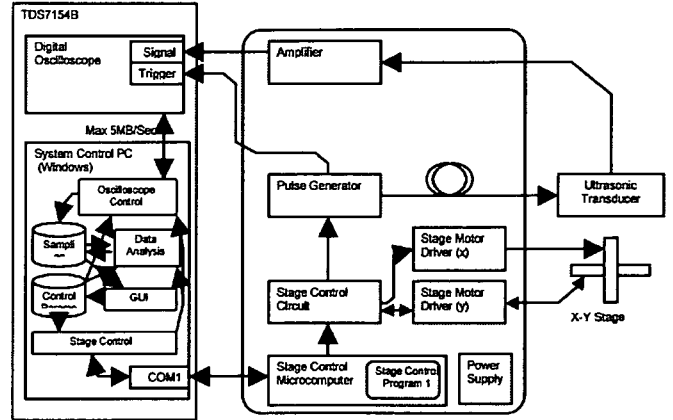 TDS7154B
Digital
Oscilloscope
Signal
Trigger
Amplifier
Max 5MB/Sec
System Control PC
(Windows)
Oscilloscope
Control
Sampli
Data
Analysis
Control
GUI
Stage Control
COM1
Pulse Generator
Ultrasonic
Transducer
Stage Motor
Driver (x)
Stage Control
Circuit
Stage Motor
Driver (y)
X-Y Stage
Stage Control
Microcomputer
Stage Control
Program 1
Power
Supply